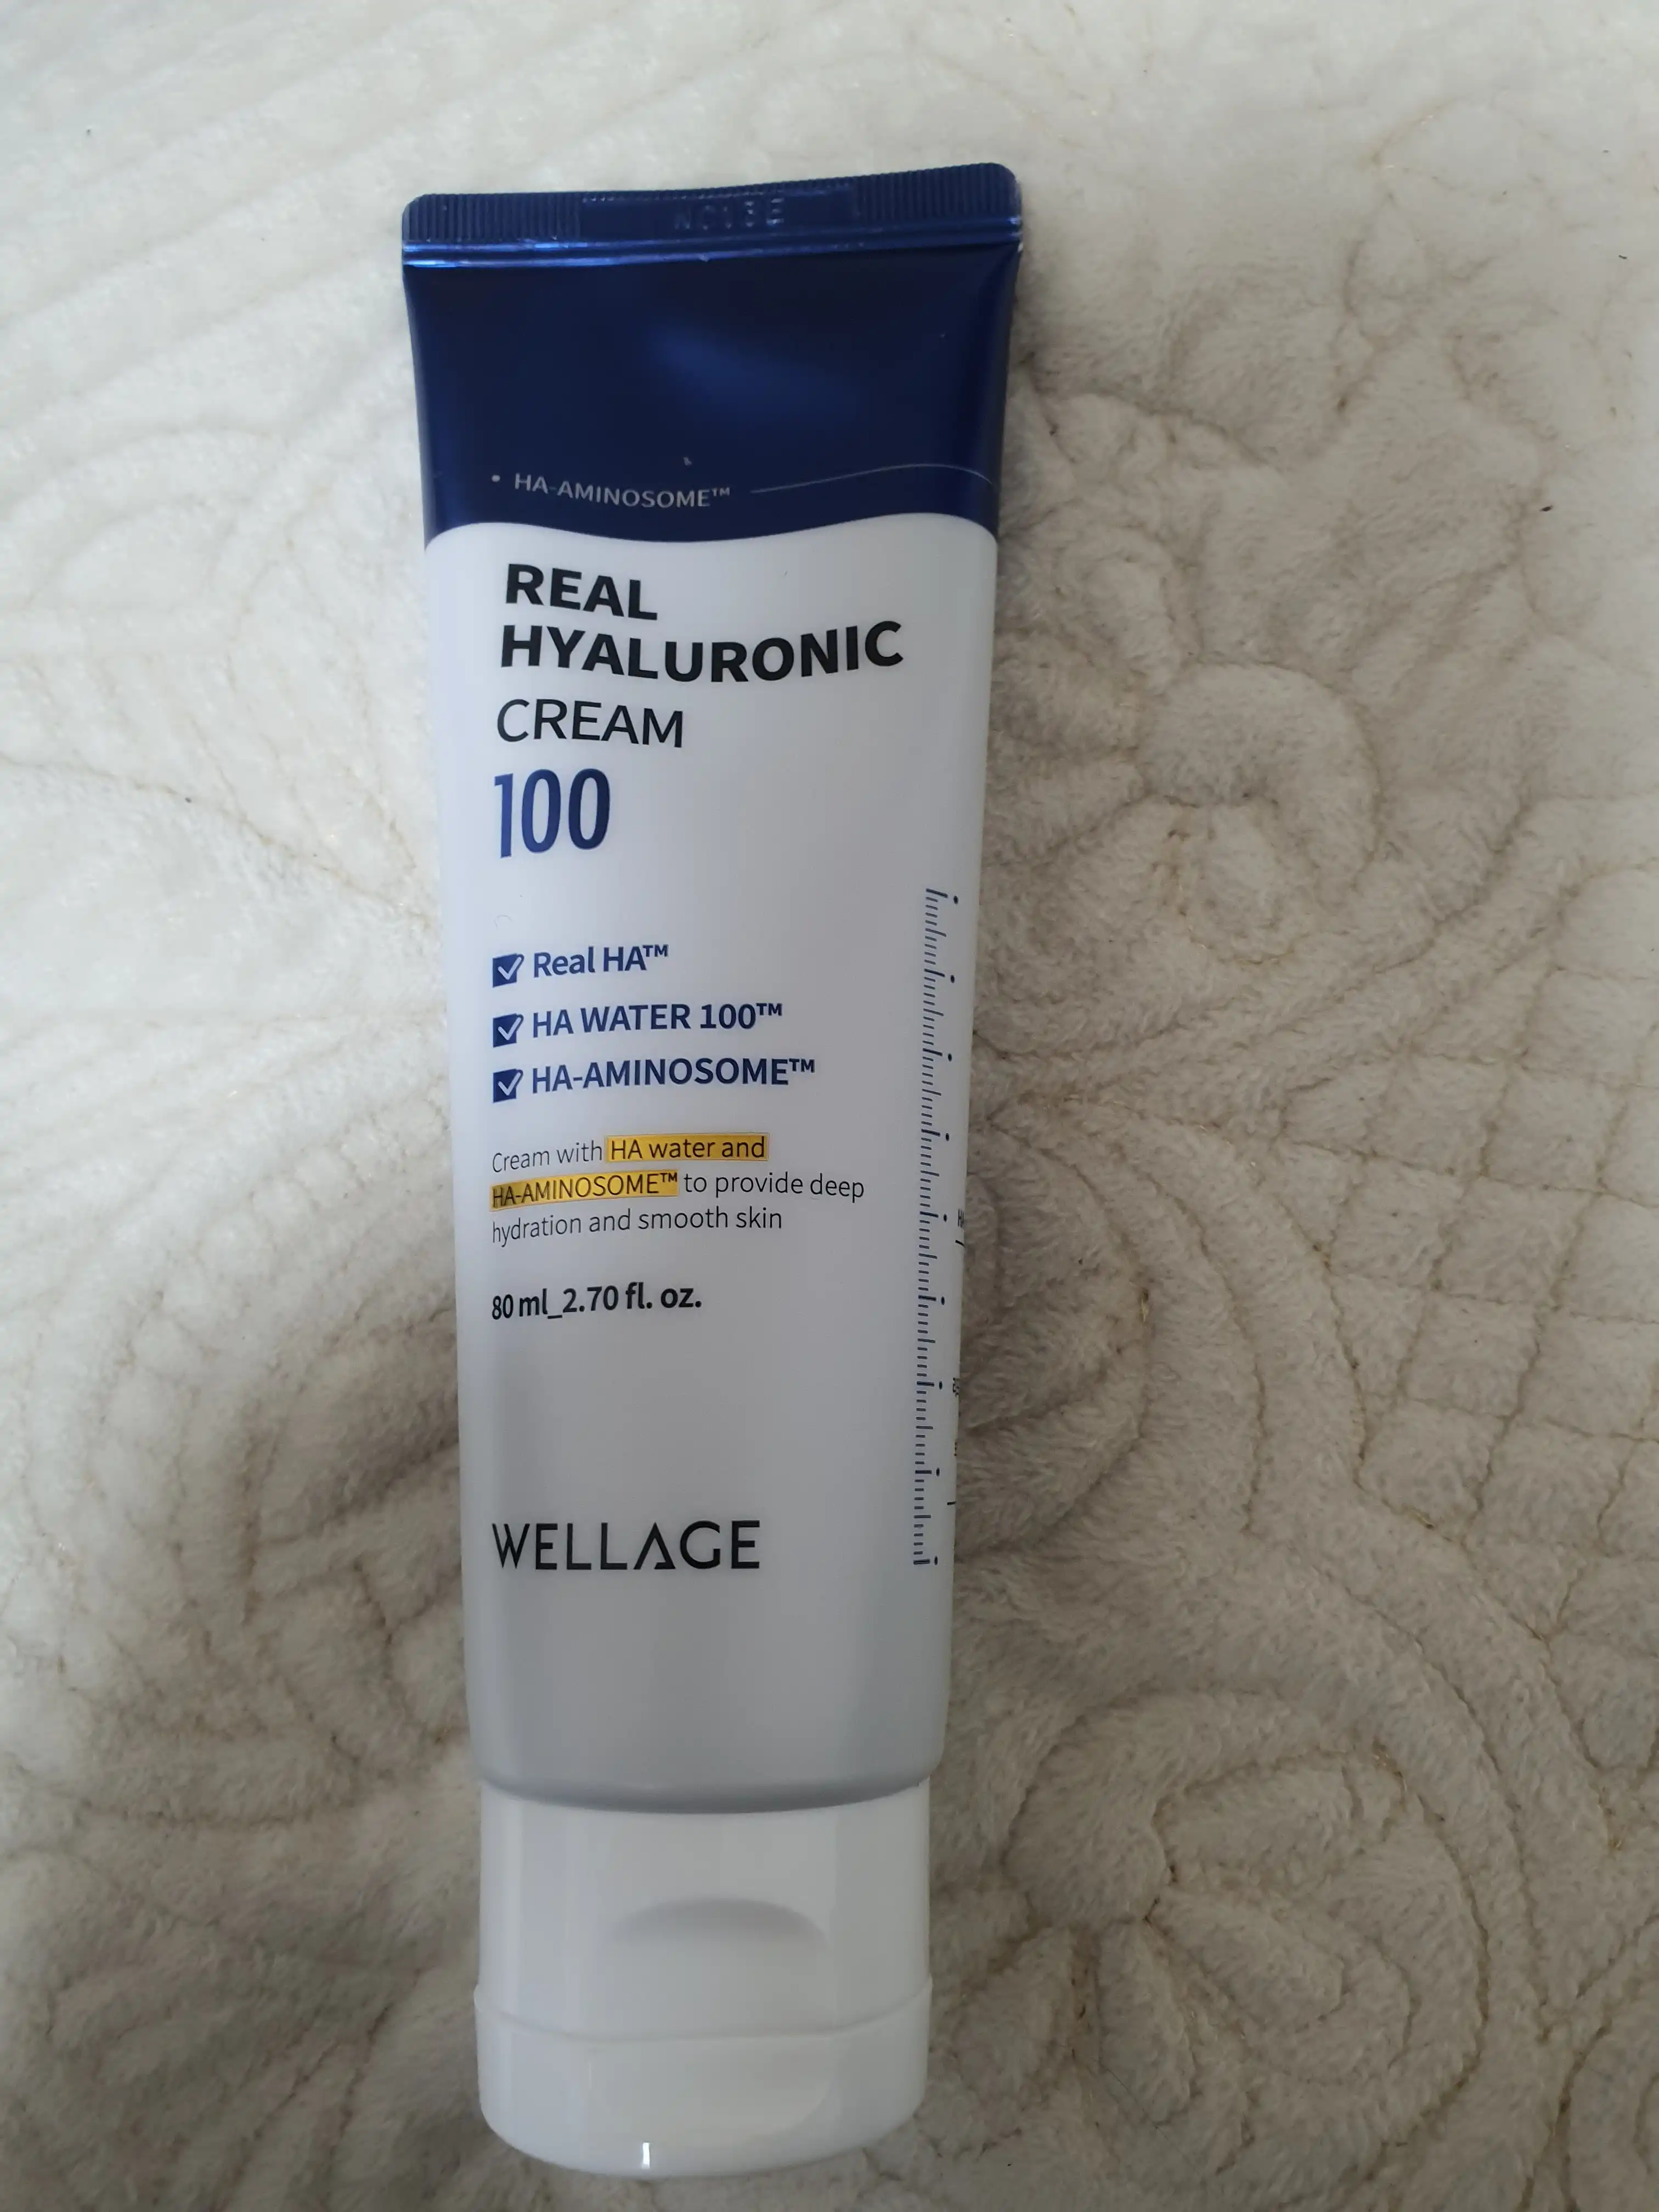 • HA-AMINOSOME™
REAL
HYALURONIC
CREAM
100
Real HA™
HA WATER 100™
HA-AMINOSOME™
Cream with HA water and
HA-AMINOSOME™ to provide deep
hydration and smooth skin
80 ml_2.70 fl. oz.
WELLAGE